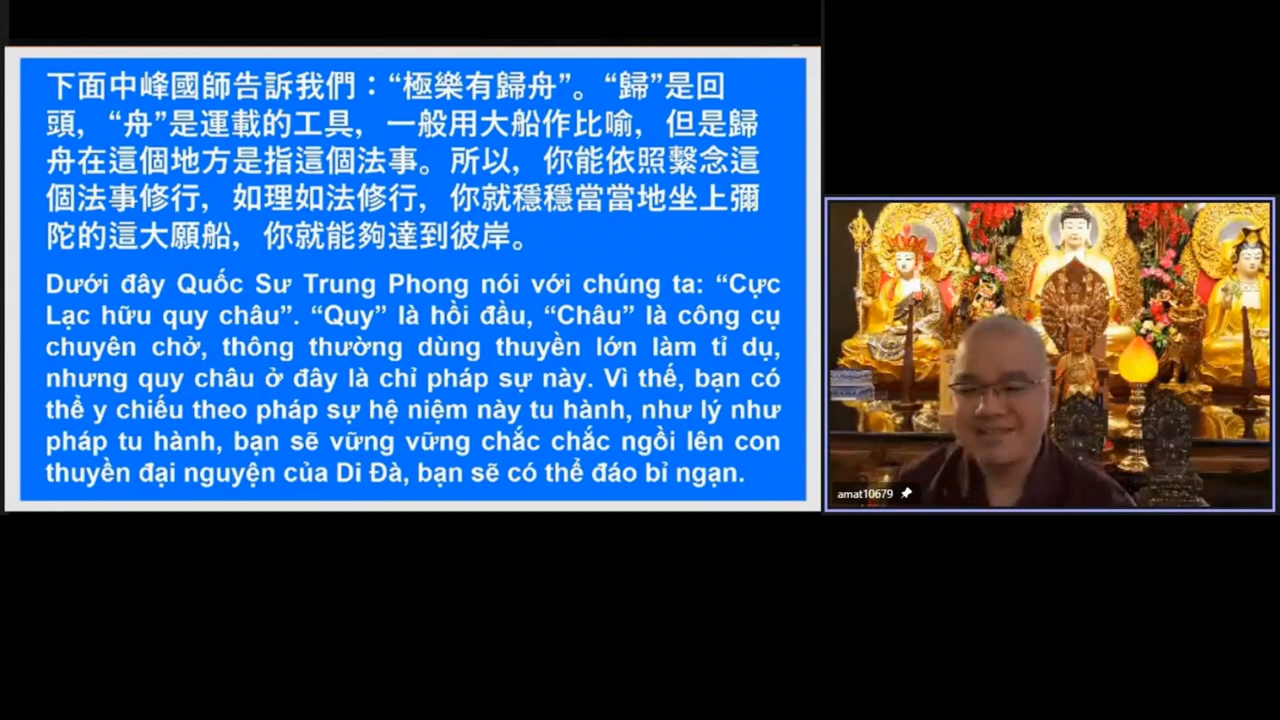 下面中峰國師告訴我們：“極樂有歸舟”。“歸”是回
頭，“舟”是運載的工具，一般用大船作比喻，但是歸
舟在這個地方是指這個法事。所以，你能依照繫念這
個法事修行，如理如法修行，你就穩穩當當地坐上彌
陀的這大願船，你就能夠達到彼岸。
Dưới đây Quốc Sư Trung Phong nói với chúng ta: “Cực
Lạc hữu quy châu”. “Quy” là hồi đầu, “Châu” là công cụ
chuyên chở, thông thường dùng thuyền lớn làm tỉ dụ,
nhưng quy châu ở đây là chỉ pháp sự này. Vì thế, bạn có
thể y chiếu theo pháp sự hệ niệm này tu hành, như lý như
pháp tu hành, bạn sẽ vững vững chắc chắc ngồi lên con
thuyền đại nguyện của Di Đà, bạn sẽ có thể đáo bỉ ngạn.
amat10679